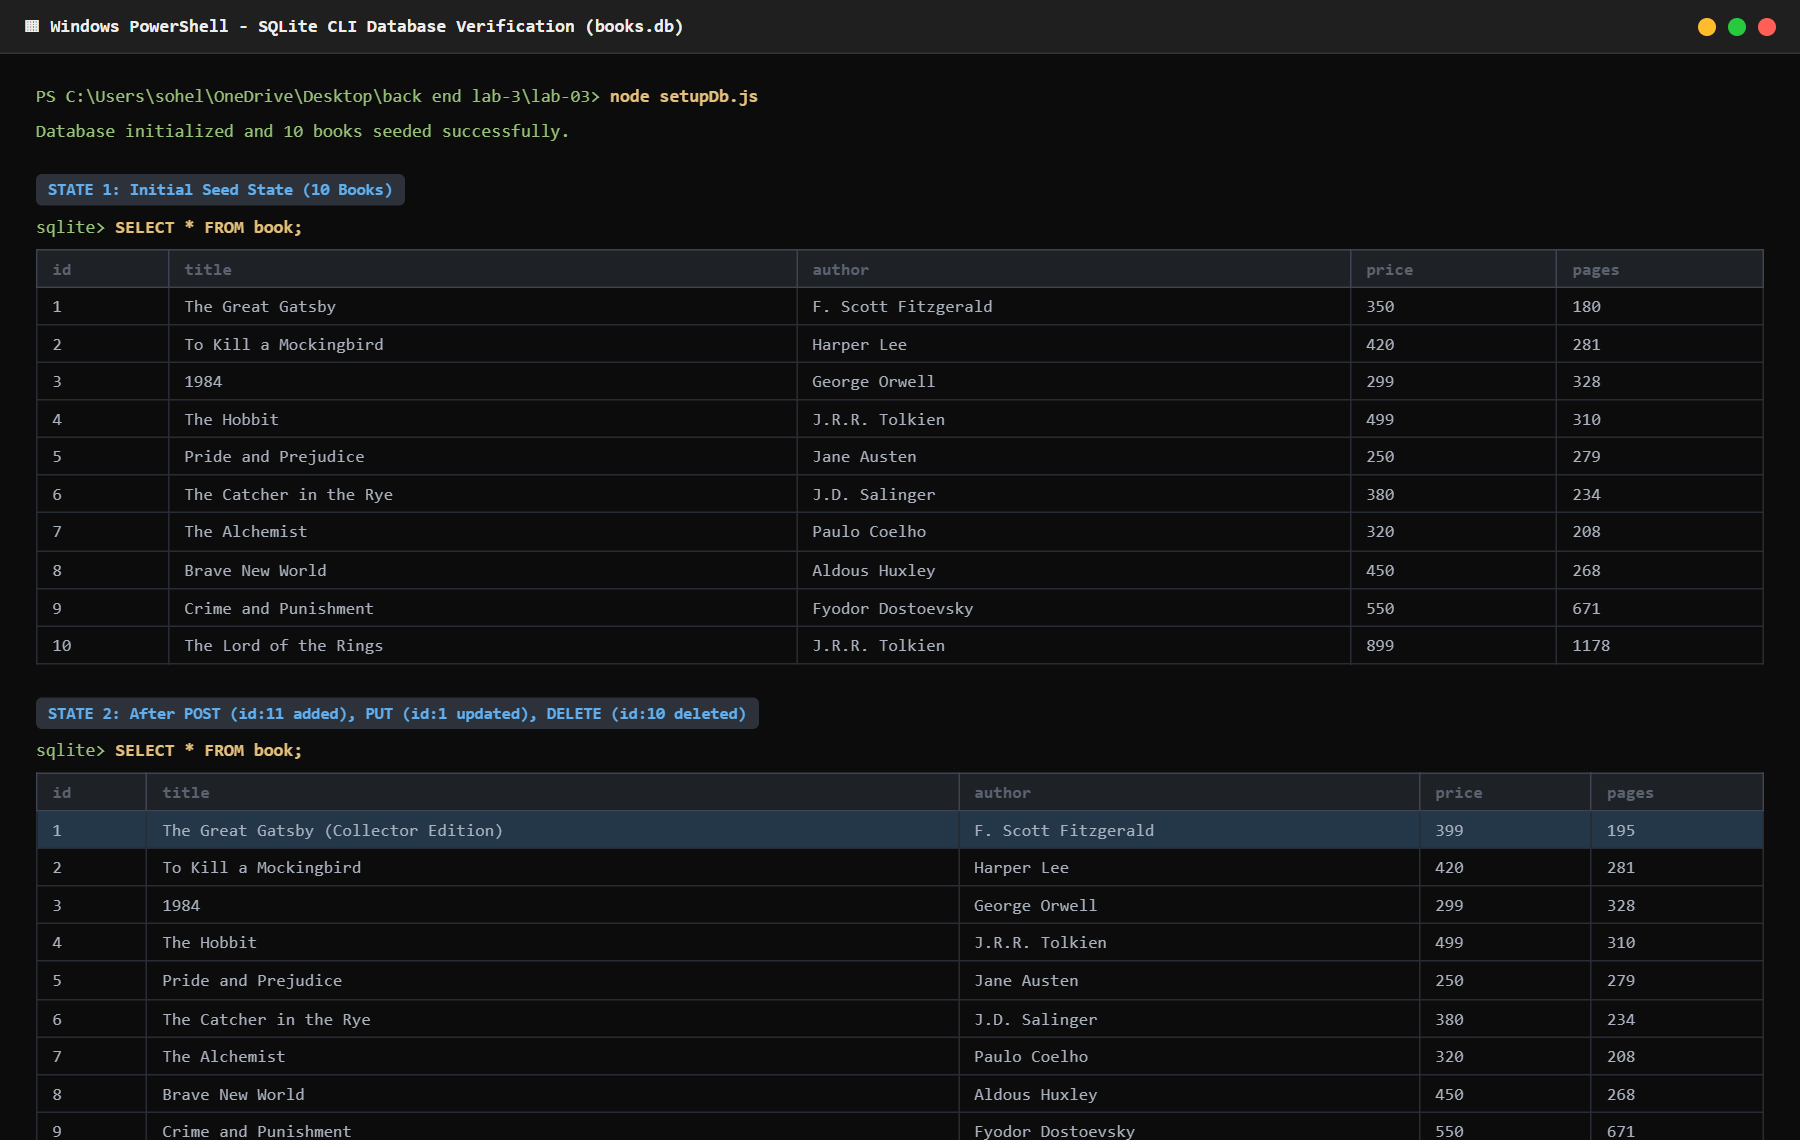 Windows PowerShell - SQLite CLI Database Verification (books.db)
PS C:\Users\sohel\OneDrive\Desktop\back end lab-3\lab-03> node setupDb.js
Database initialized and 10 books seeded successfully.
STATE 1: Initial Seed State (10 Books)
sqlite> SELECT * FROM book;
id title author price pages
1 The Great Gatsby F. Scott Fitzgerald 350 180
2 To Kill a Mockingbird Harper Lee 420 281
3 1984 George Orwell 299 328
4 The Hobbit J.R.R. Tolkien 499 310
5 Pride and Prejudice Jane Austen 250 279
6 The Catcher in the Rye J.D. Salinger 380 234
7 The Alchemist Paulo Coelho 320 208
8 Brave New World Aldous Huxley 450 268
9 Crime and Punishment Fyodor Dostoevsky 550 671
10 The Lord of the Rings J.R.R. Tolkien 899 1178
STATE 2: After POST (id:11 added), PUT (id:1 updated), DELETE (id:10 deleted)
sqlite> SELECT * FROM book;
id title author price pages
1 The Great Gatsby (Collector Edition) F. Scott Fitzgerald 399 195
2 To Kill a Mockingbird Harper Lee 420 281
3 1984 George Orwell 299 328
4 The Hobbit J.R.R. Tolkien 499 310
5 Pride and Prejudice Jane Austen 250 279
6 The Catcher in the Rye J.D. Salinger 380 234
7 The Alchemist Paulo Coelho 320 208
8 Brave New World Aldous Huxley 450 268
9 Crime and Punishment Fyodor Dostoevsky 550 671